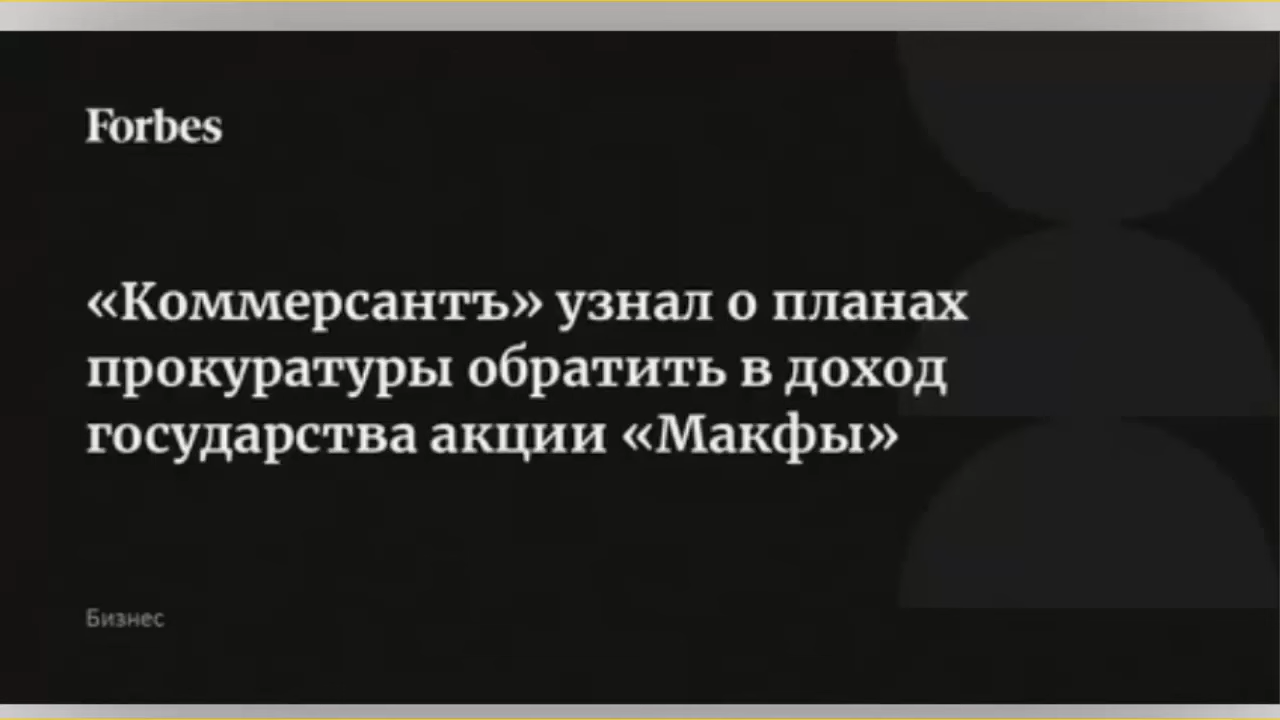 Forbes
«Коммерсантъ» узнал о планах
прокуратуры обратить в доход
государства акции «Макфы»
Бизнес